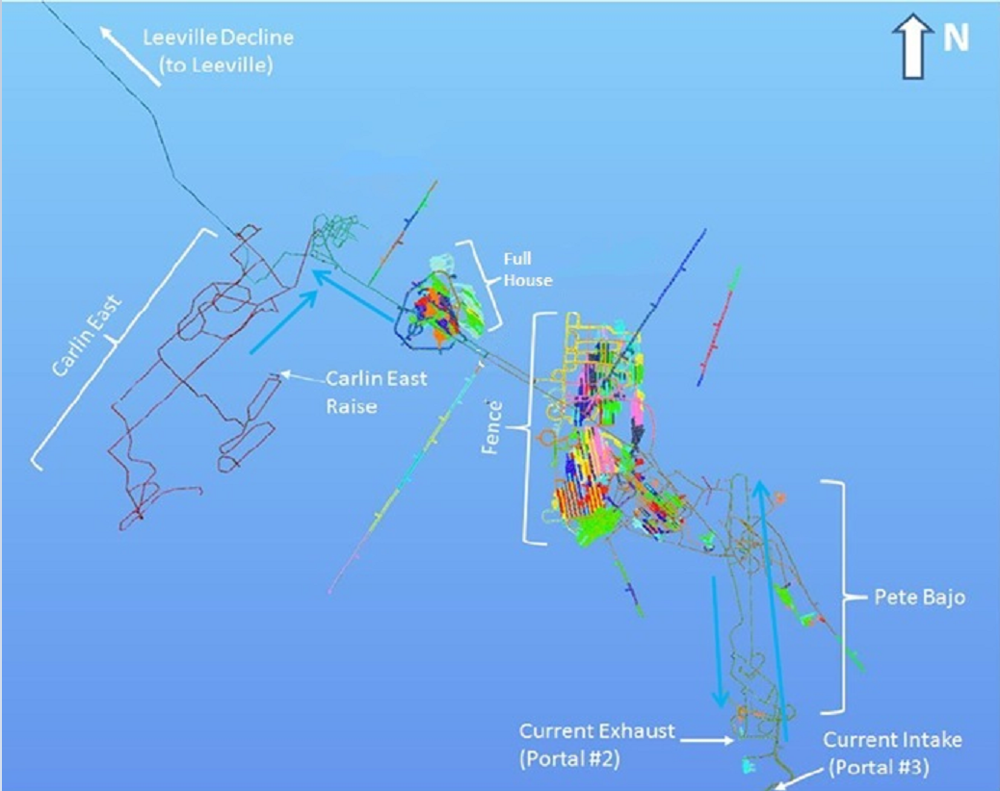 Leeville Decline
(to Leeville)
N
Full
House
Carlin East
Carlin East
Raise
Fence
Pete Bajo
Current Exhaust
(Portal #2)
Current Intake
(Portal #3)